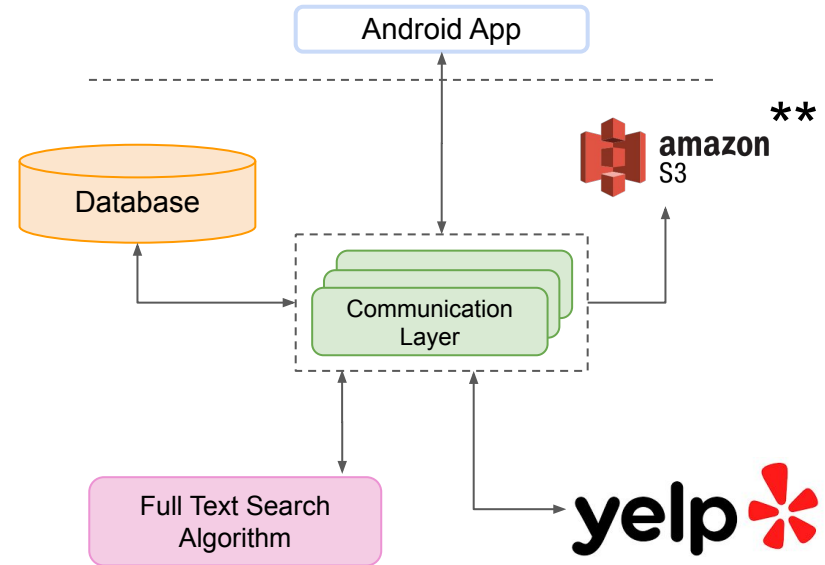 Android App
**
amazon
S3
Database
Communication
Layer
Full Text Search
Algorithm
yelp